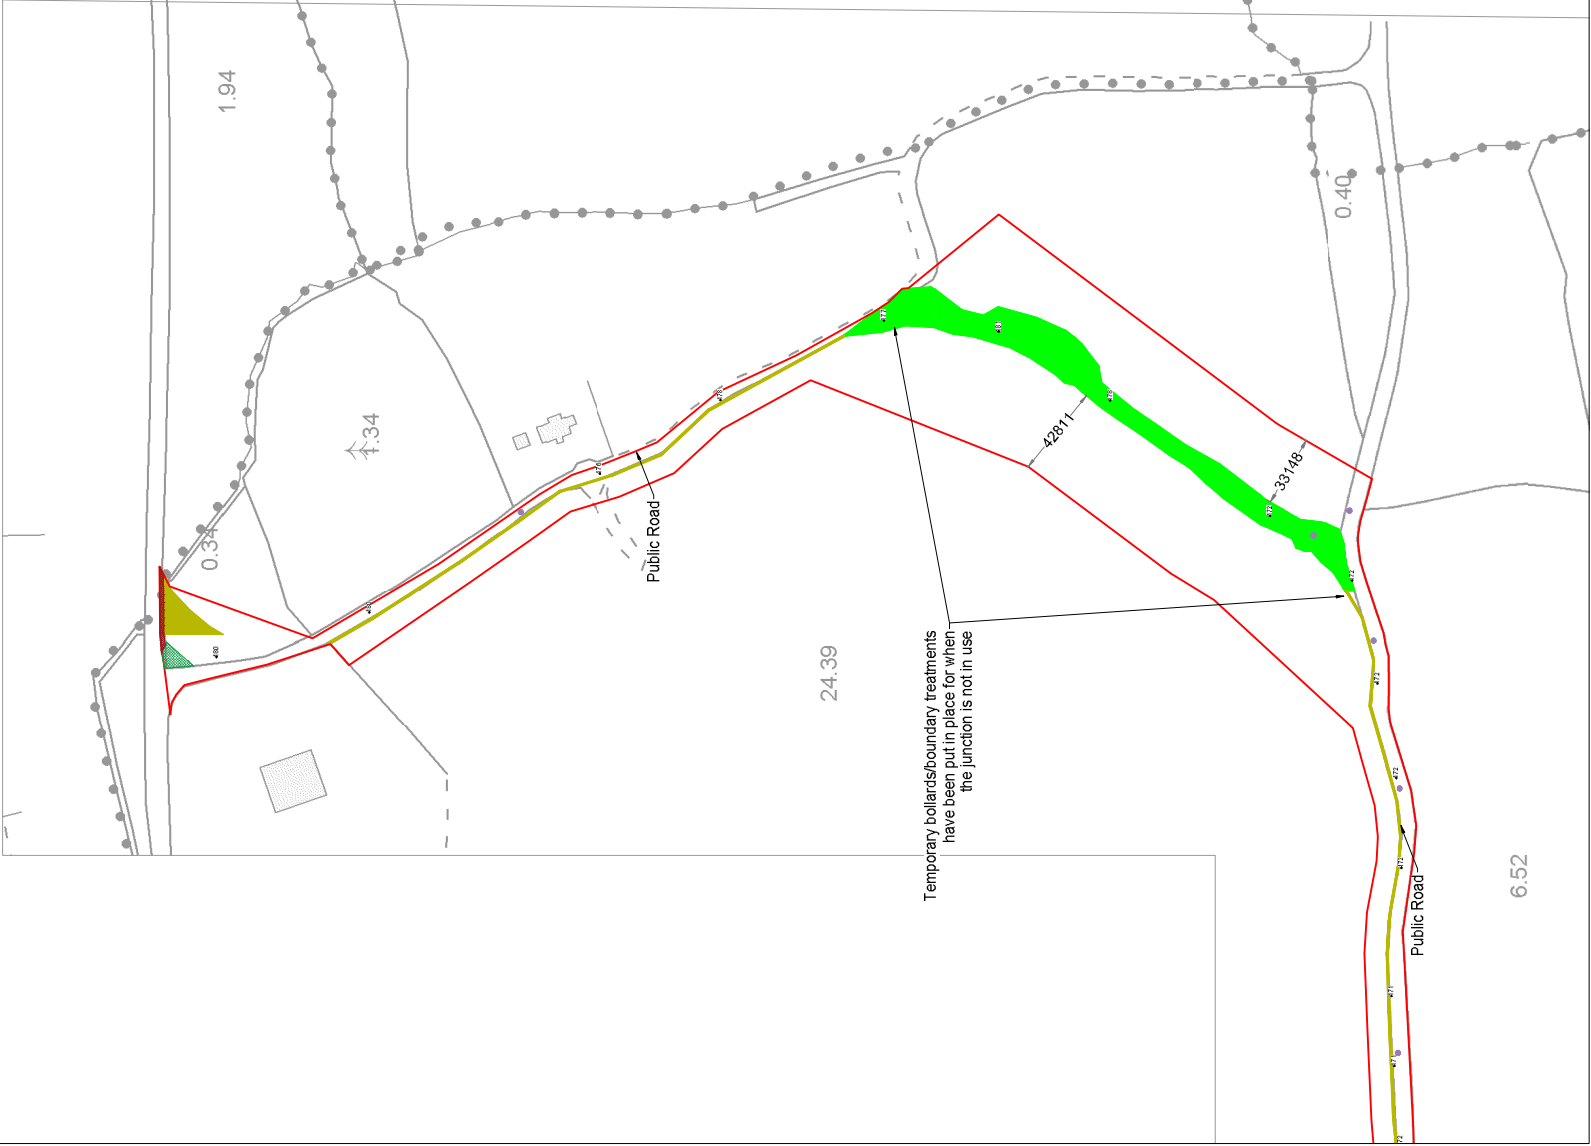 1.94
0.40
1.34
0.34
Public Road
42811
33148
24.39
Temporary bollards/boundary treatments
have been put in place for when
the junction is not in use
6.52
Public Road